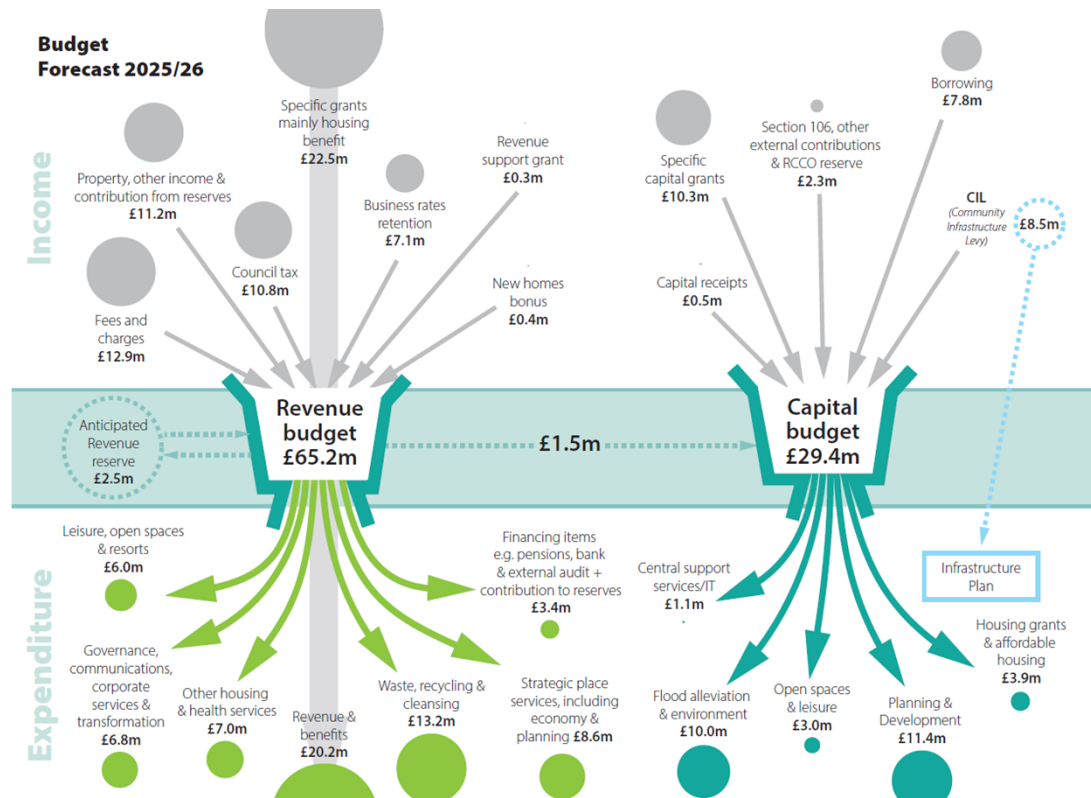 Budget
Forecast 2025/26
Income
Specific grants
mainly housing
benefit
£22.5m
Property, other income &
contribution from reserves
£11.2m
Council tax
£10.8m
Fees and
charges
£12.9m
Business rates
retention
£7.1m
Revenue
support grant
£0.3m
New homes
bonus
£0.4m
Specific
capital grants
£10.3m
Section 106, other
external contributions
& RCCO reserve
£2.3m
Borrowing
£7.8m
CIL
(Community
Infrastructure
Levy)
£8.5m
Capital receipts
£0.5m
Anticipated
Revenue
reserve
£2.5m
Revenue
budget
£65.2m
£1.5m
Capital
budget
£29.4m
Expenditure
Leisure, open spaces
& resorts
£6.0m
Governance,
communications,
corporate
services &
transformation
£6.8m
Other housing
& health services
£7.0m
Revenue &
benefits
£20.2m
Waste, recycling &
cleansing
£13.2m
Strategic place
services, including
economy &
planning £8.6m
Financing items
e.g. pensions, bank
& external audit +
contribution to reserves
£3.4m
Central support
services/IT
£1.1m
Flood alleviation
& environment
£10.0m
Open spaces
& leisure
£3.0m
Planning &
Development
£11.4m
Housing grants
& affordable
housing
£3.9m
Infrastructure
Plan